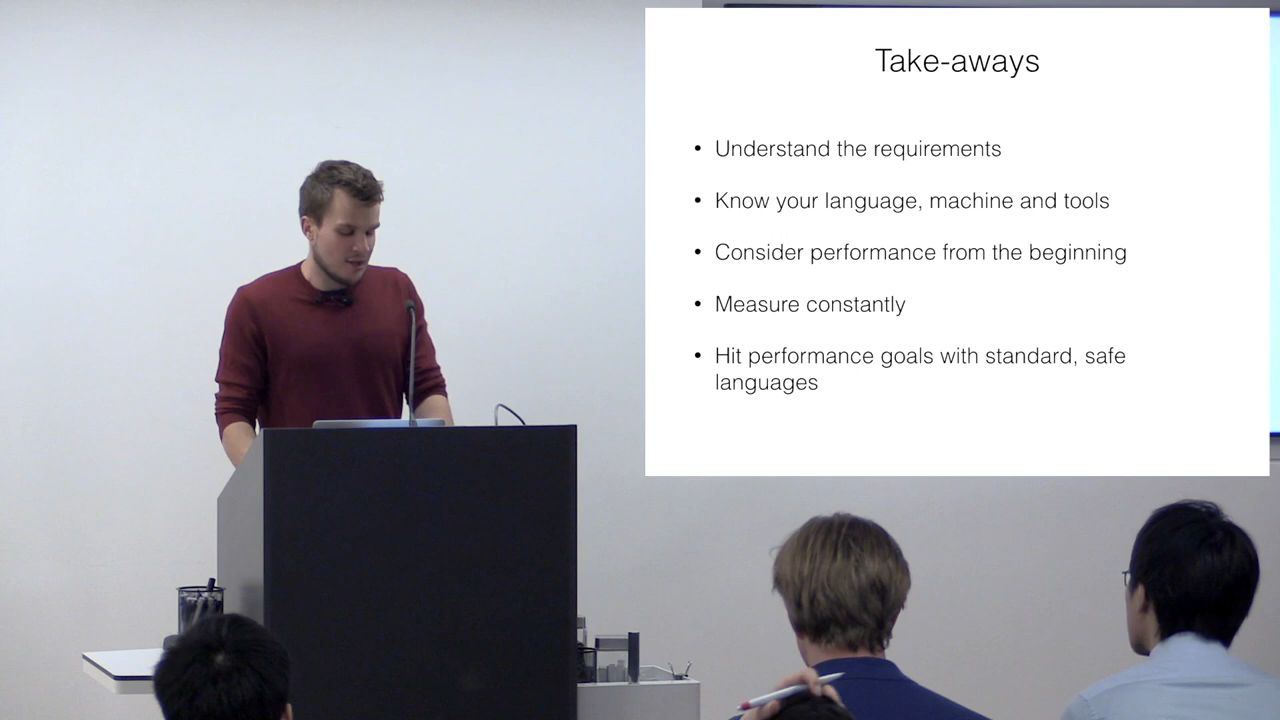 Take-aways
• Understand the requirements
• Know your language, machine and tools
• Consider performance from the beginning
• Measure constantly
• Hit performance goals with standard, safe
languages